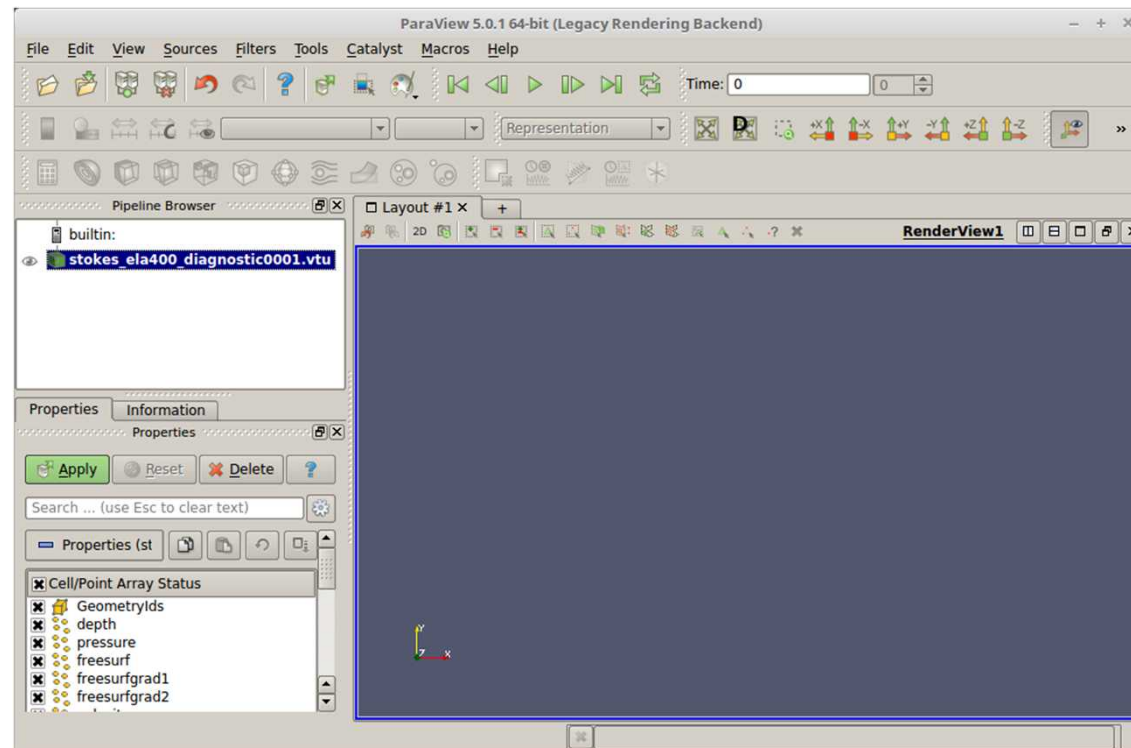 ParaView 5.0.1 64-bit (Legacy Rendering Backend)
File Edit View Sources Filters Tools Catalyst Macros Help
Time: 0 0
Representation D +X -X +Y -Y +Z -Z »
Pipeline Browser
Layout #1 +
builtin:
2D RenderView1
stokes_ela400_diagnostic0001.vtu
Properties Information
Properties
Apply Reset Delete ?
Search ... (use Esc to clear text)
Properties (st
Cell/Point Array Status
GeometryIds
depth
pressure
freesurf
freesurfgrad1
freesurfgrad2
Y
Z X